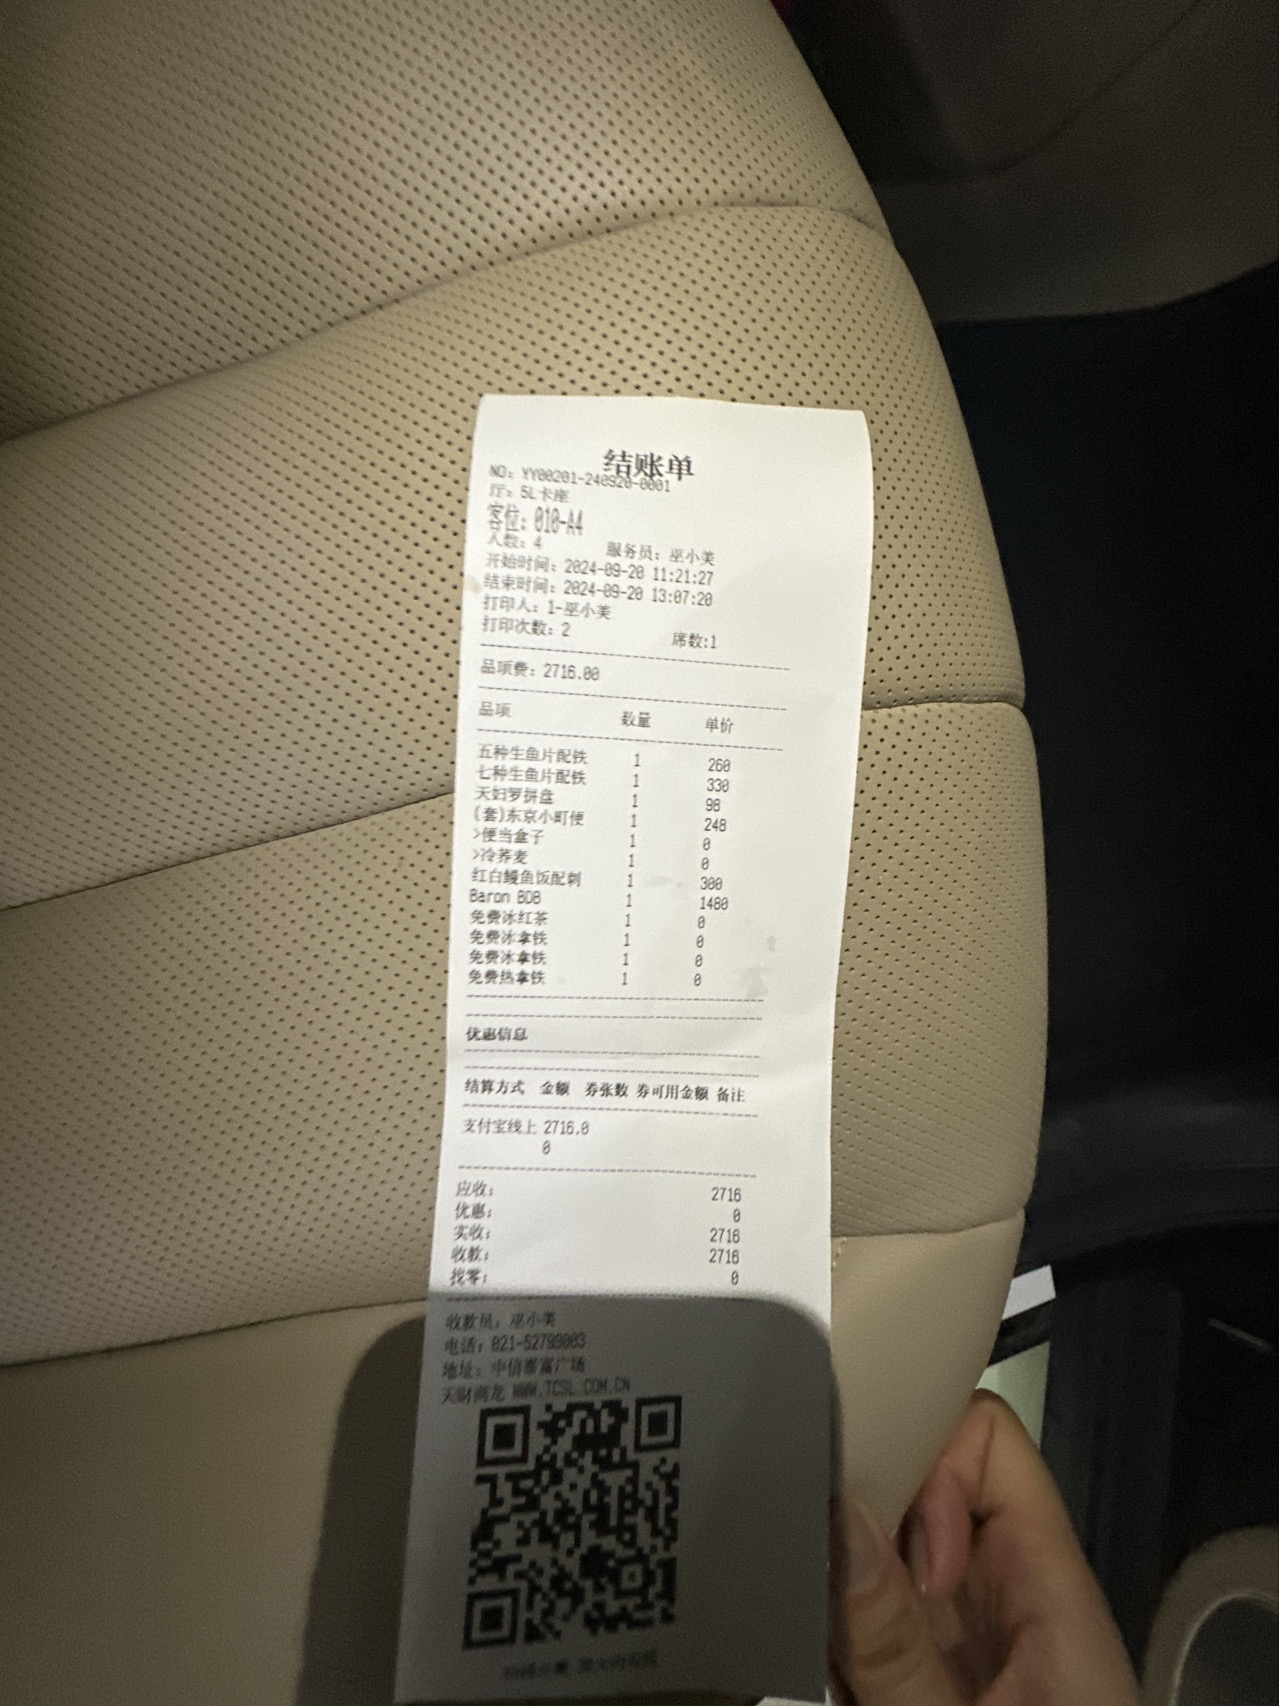 结账单
NO: YY00201-240920-0001
厅: 5L卡座
客位: 010-A4
人数: 4 服务员: 巫小美
开始时间: 2024-09-20 11:21:27
结束时间: 2024-09-20 13:07:20
打印人: 1-巫小美
打印次数: 2 席数:1
品项费: 2716.00
品项 数量 单价
五种生鱼片配铁 1 260
七种生鱼片配铁 1 330
天妇罗拼盘 1 98
(套)东京小町便 1 248
>便当盒子 1 0
>冷荞麦 1 0
红白鳗鱼饭配刺 1 300
Baron BDB 1 1480
免费冰红茶 1 0
免费冰拿铁 1 0
免费冰拿铁 1 0
免费热拿铁 1 0
优惠信息
结算方式 金额 券张数 券可用金额 备注
支付宝线上 2716.0
0
应收: 2716
优惠: 0
实收: 2716
收款: 2716
找零: 0
收款员: 巫小美
电话: 021-52799003
地址: 中信泰富广场
天财商龙 WWW.TCSL.COM.CN